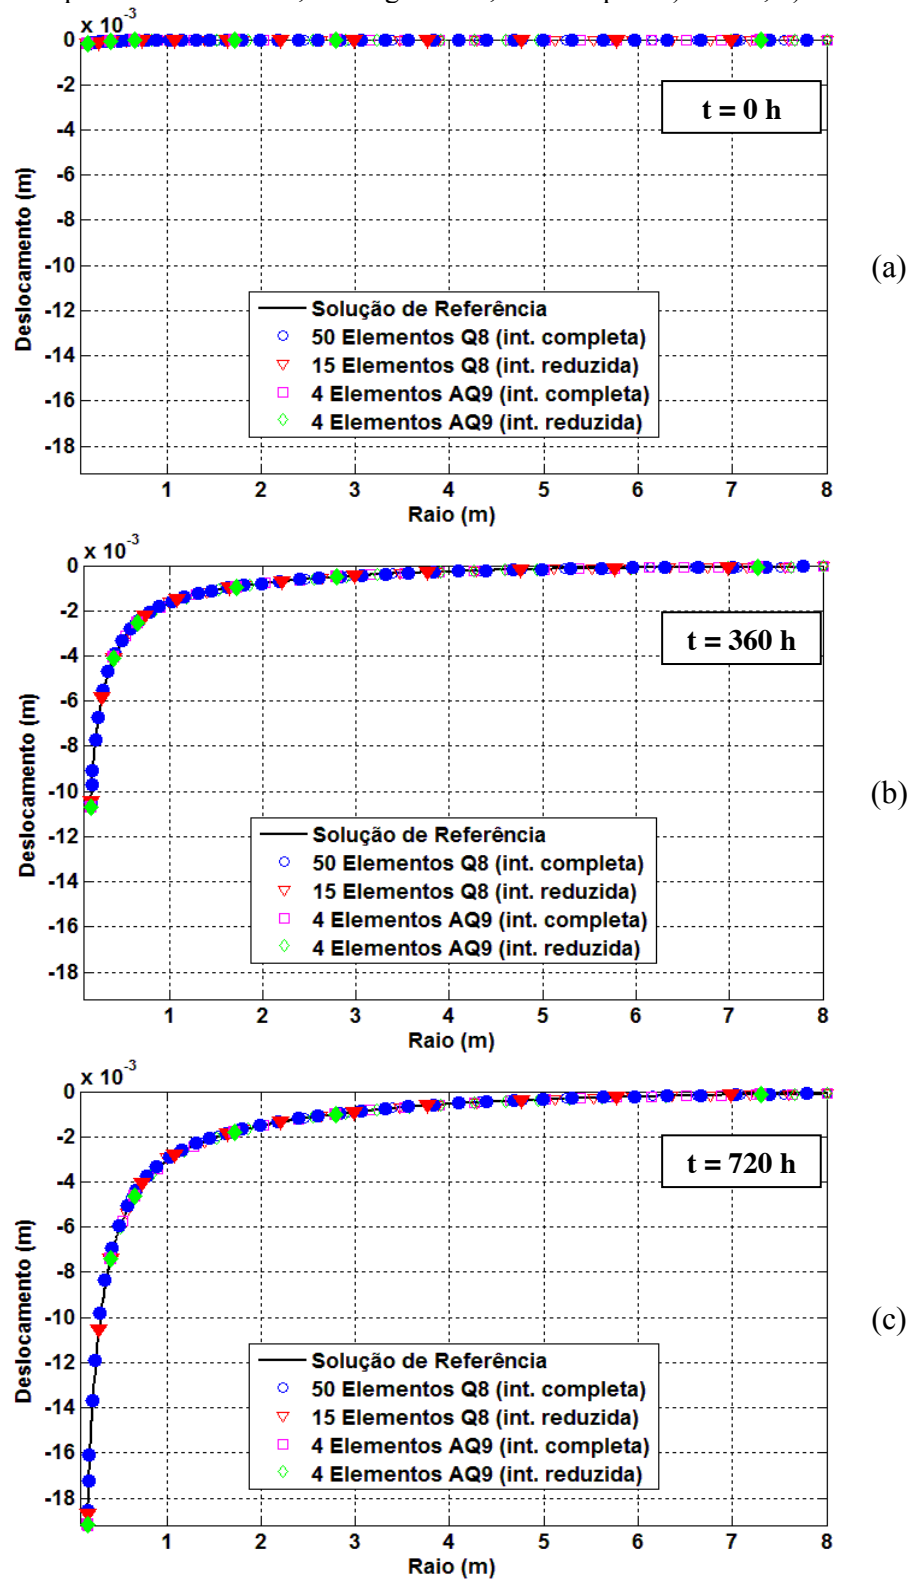 x 10-3
0
-2
-4
-6
-8
-10
-12
-14
-16
-18
Deslocamento (m)
t = 0 h
(a)
Solução de Referência
50 Elementos Q8 (int. completa)
15 Elementos Q8 (int. reduzida)
4 Elementos AQ9 (int. completa)
4 Elementos AQ9 (int. reduzida)
1 2 3 4 5 6 7 8
Raio (m)
x 10-3
0
-2
-4
-6
-8
-10
-12
-14
-16
-18
Deslocamento (m)
t = 360 h
(b)
Solução de Referência
50 Elementos Q8 (int. completa)
15 Elementos Q8 (int. reduzida)
4 Elementos AQ9 (int. completa)
4 Elementos AQ9 (int. reduzida)
1 2 3 4 5 6 7 8
Raio (m)
x 10-3
0
-2
-4
-6
-8
-10
-12
-14
-16
-18
Deslocamento (m)
t = 720 h
(c)
Solução de Referência
50 Elementos Q8 (int. completa)
15 Elementos Q8 (int. reduzida)
4 Elementos AQ9 (int. completa)
4 Elementos AQ9 (int. reduzida)
1 2 3 4 5 6 7 8
Raio (m)